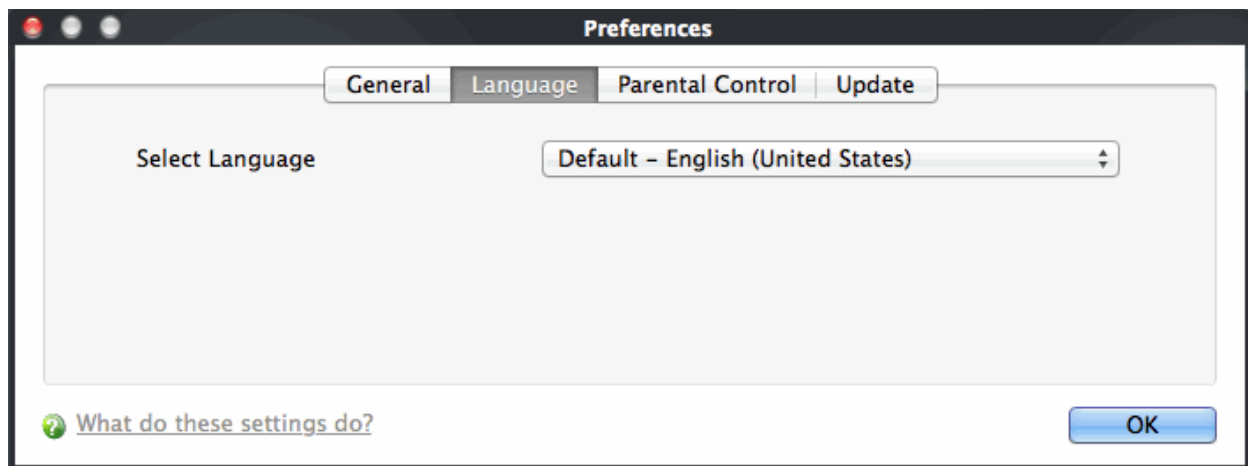 Preferences
General Language Parental Control Update
Select Language Default – English (United States)
What do these settings do? OK